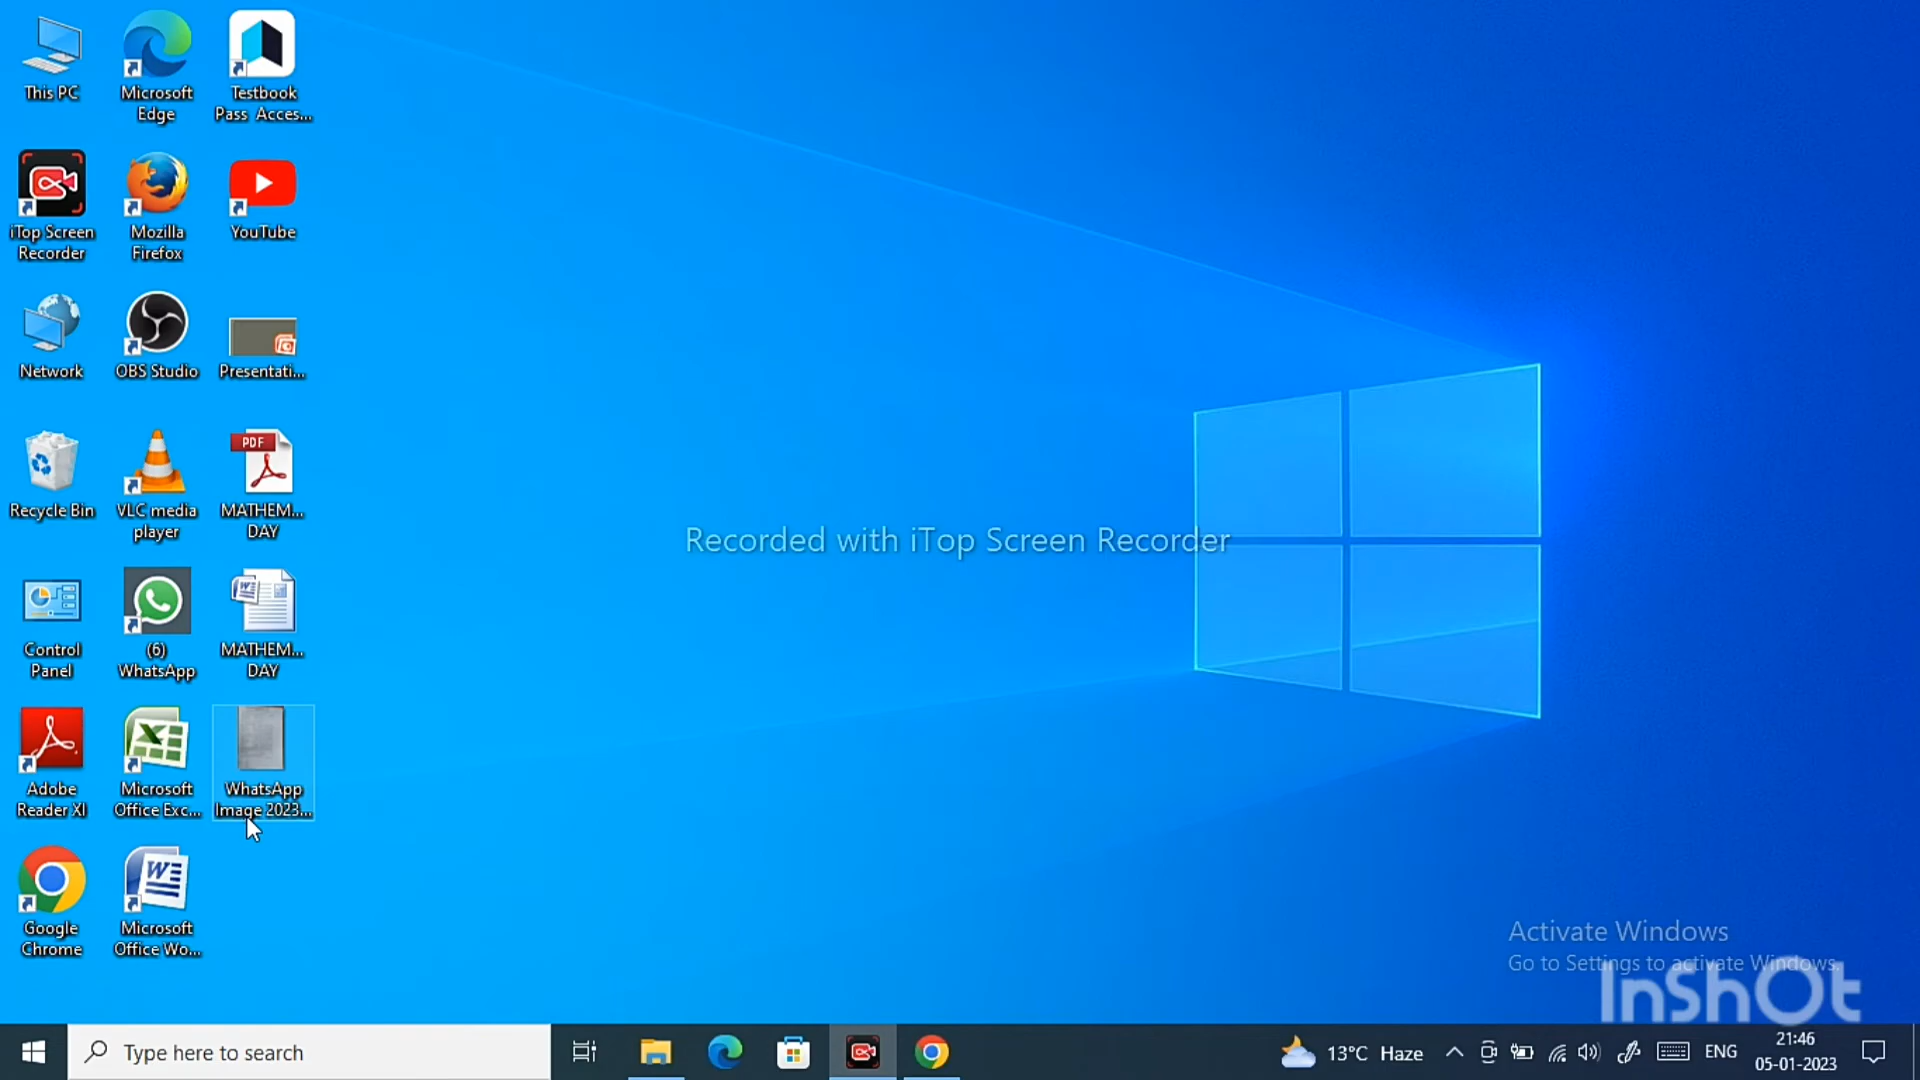 This PC
Microsoft
Edge
Testbook
Pass Acces...
iTop Screen
Recorder
Mozilla
Firefox
YouTube
Network
OBS Studio
Presentati...
Recycle Bin
VLC media
player
PDF
MATHEM...
DAY
Control
Panel
(6)
WhatsApp
W
MATHEM...
DAY
Adobe
Reader XI
Microsoft
Office Exc...
WhatsApp
Image 2023...
Google
Chrome
W
Microsoft
Office Wo...
Recorded with iTop Screen Recorder
Activate Windows
Go to Settings to activate Windows.
InShOt
Type here to search
13°C Haze
ENG
21:46
05-01-2023